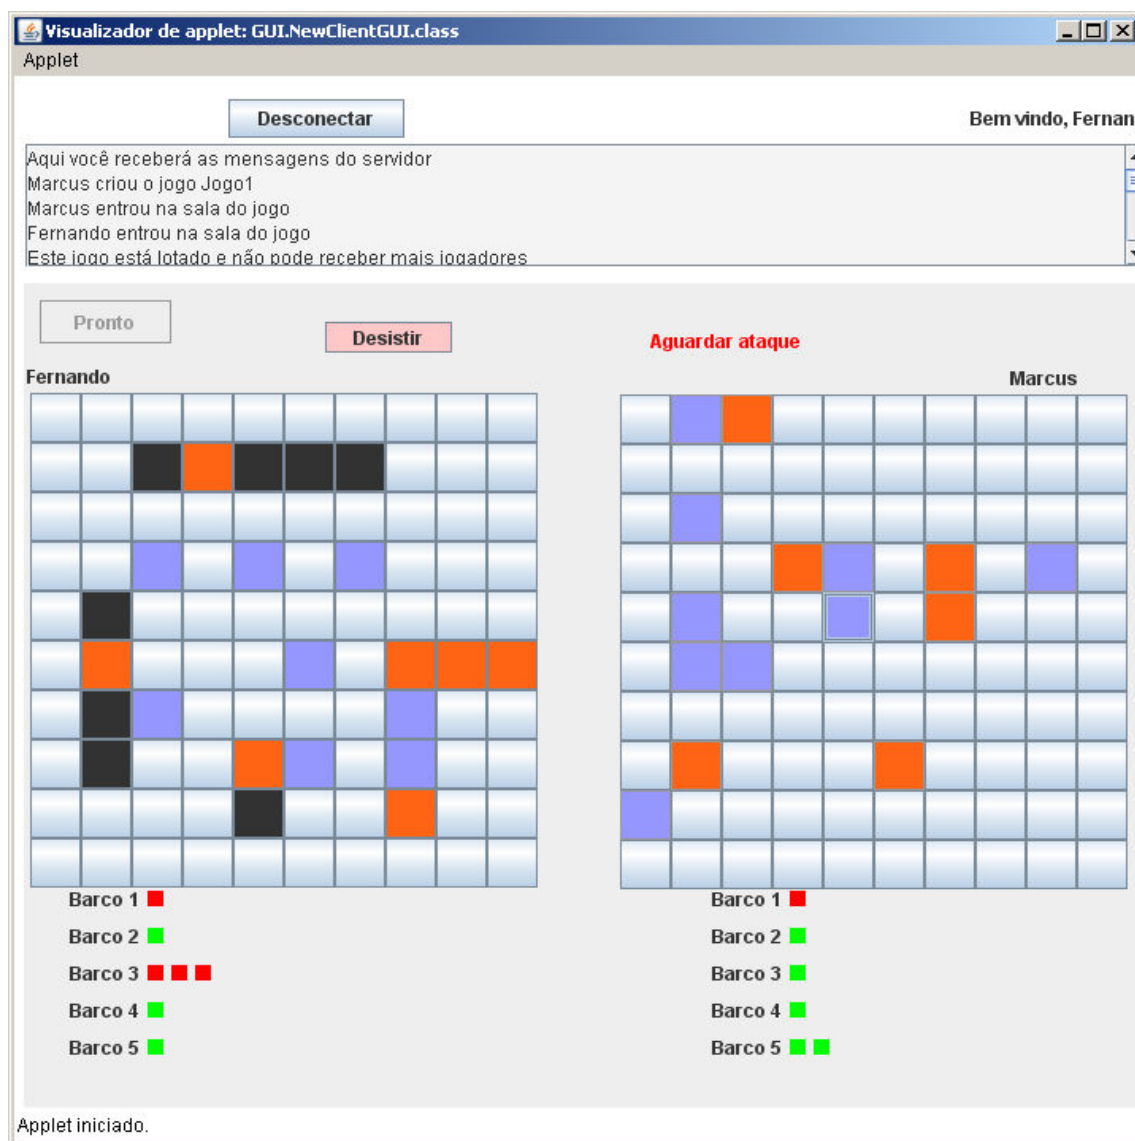 Visualizador de applet: GUI.NewClientGUI.class
Applet
Desconectar
Bem vindo, Fernan
Aqui você receberá as mensagens do servidor
Marcus criou o jogo Jogo1
Marcus entrou na sala do jogo
Fernando entrou na sala do jogo
Este jogo está lotado e não pode receber mais jogadores
Pronto
Desistir
Aguardar ataque
Fernando
Marcus
Barco 1
Barco 2
Barco 3
Barco 4
Barco 5
Barco 1
Barco 2
Barco 3
Barco 4
Barco 5
Applet iniciado.